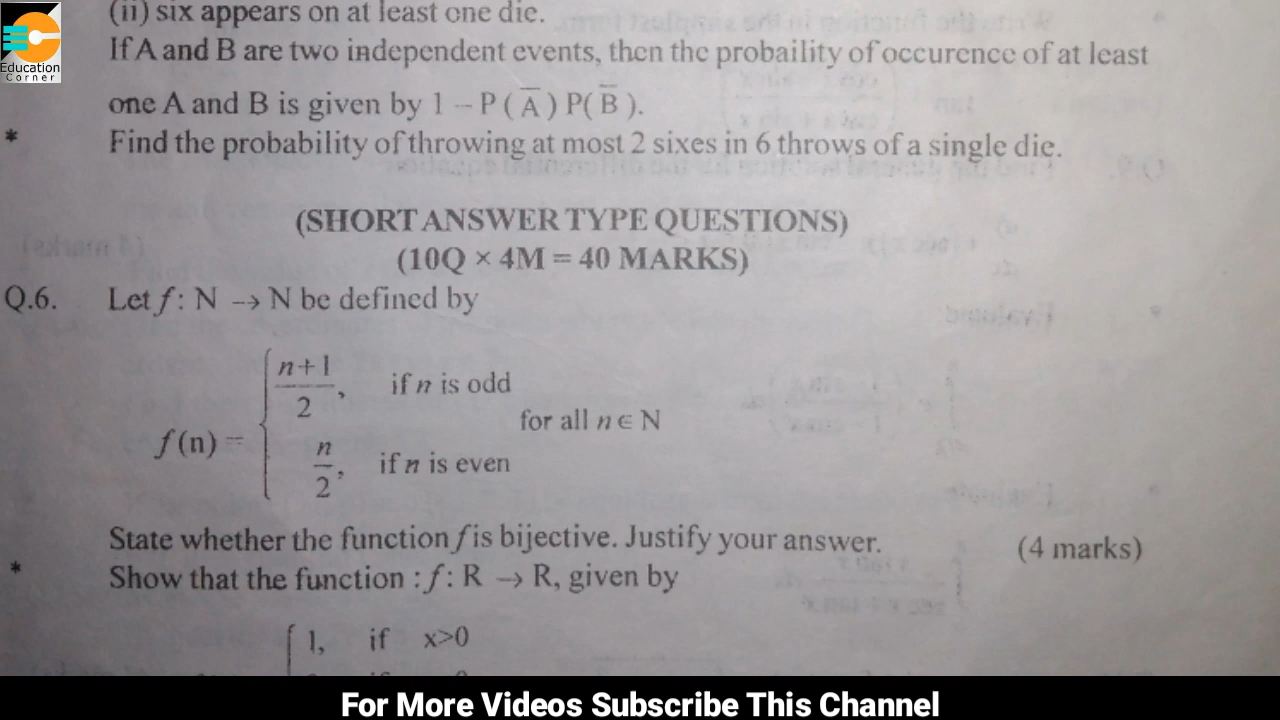 Education
Corner
(ii) six appears on at least one die.
If A and B are two independent events, then the probaility of occurence of at least
one A and B is given by 1 – P ( A̅ ) P( B̅ ).
* Find the probability of throwing at most 2 sixes in 6 throws of a single die.
(SHORT ANSWER TYPE QUESTIONS)
(10Q × 4M = 40 MARKS)
Q.6. Let f : N → N be defined by
n+1
2 , if n is odd
for all n ∈ N
f (n) =
n
2 , if n is even
State whether the function f is bijective. Justify your answer. (4 marks)
* Show that the function : f : R → R, given by
1, if x>0
For More Videos Subscribe This Channel